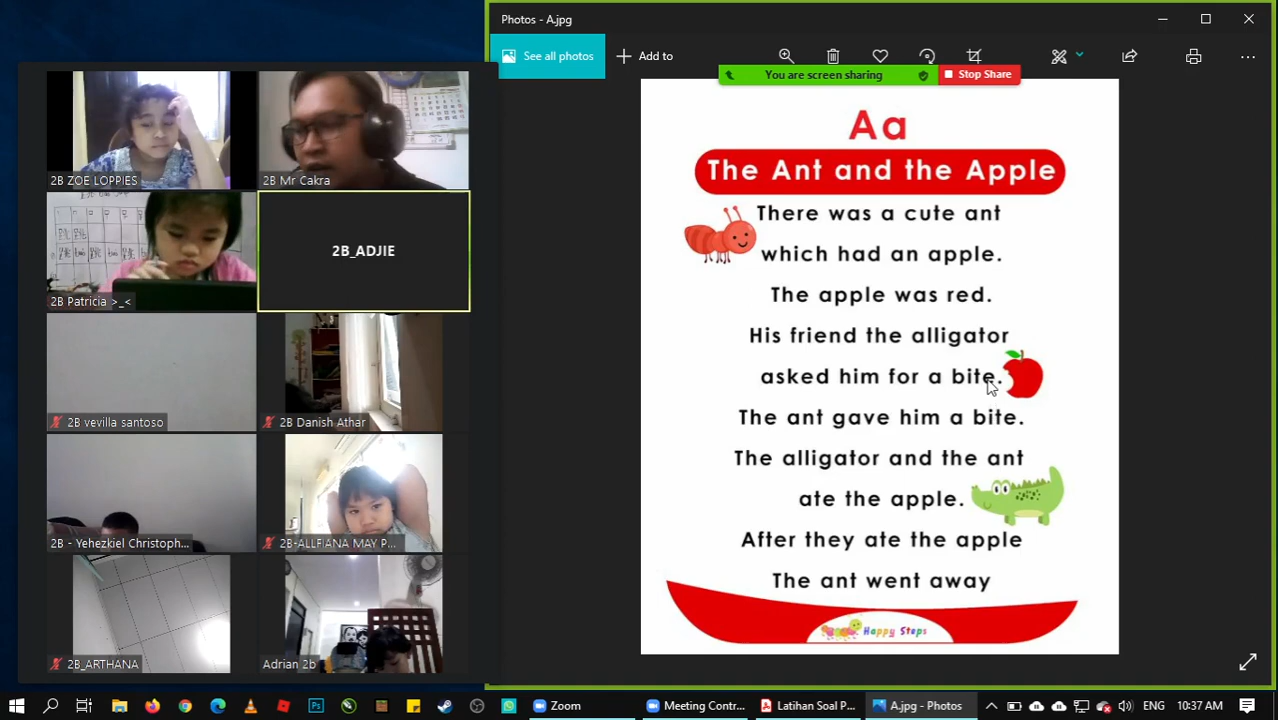 Photos - A.jpg
See all photos
Add to
You are screen sharing
Stop Share
Aa
The Ant and the Apple
There was a cute ant
which had an apple.
The apple was red.
His friend the alligator
asked him for a bite.
The ant gave him a bite.
The alligator and the ant
ate the apple.
After they ate the apple
The ant went away
Happy Steps
2B ZOE LOPPIES
2B Mr Cakra
2B Patricia >_<
2B_ADJIE
2B vevilla santoso
2B Danish Athar
2B - Yehezkiel Christoph...
2B-ALLFIANA MAY P...
2B_ARTHANA
Adrian 2b
Zoom
Meeting Contr...
Latihan Soal P...
A.jpg - Photos
10:37 AM